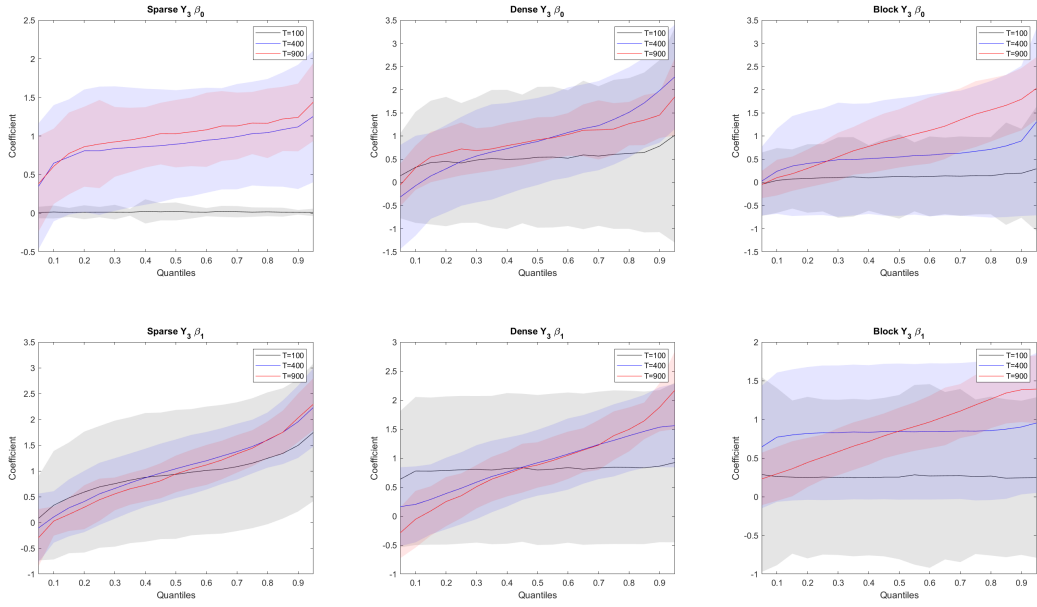 Sparse Y₃ β₀
2.5
2
1.5
1
0.5
0
-0.5
Coefficient
T=100
T=400
T=900
0.1 0.2 0.3 0.4 0.5 0.6 0.7 0.8 0.9
Quantiles
Dense Y₃ β₀
3.5
3
2.5
2
1.5
1
0.5
0
-0.5
-1
-1.5
Coefficient
T=100
T=400
T=900
0.1 0.2 0.3 0.4 0.5 0.6 0.7 0.8 0.9
Quantiles
Block Y₃ β₀
3.5
3
2.5
2
1.5
1
0.5
0
-0.5
-1
-1.5
Coefficient
T=100
T=400
T=900
0.1 0.2 0.3 0.4 0.5 0.6 0.7 0.8 0.9
Quantiles
Sparse Y₃ β₁
3.5
3
2.5
2
1.5
1
0.5
0
-0.5
-1
Coefficient
T=100
T=400
T=900
0.1 0.2 0.3 0.4 0.5 0.6 0.7 0.8 0.9
Quantiles
Dense Y₃ β₁
3
2.5
2
1.5
1
0.5
0
-0.5
-1
Coefficient
T=100
T=400
T=900
0.1 0.2 0.3 0.4 0.5 0.6 0.7 0.8 0.9
Quantiles
Block Y₃ β₁
2
1.5
1
0.5
0
-0.5
-1
Coefficient
T=100
T=400
T=900
0.1 0.2 0.3 0.4 0.5 0.6 0.7 0.8 0.9
Quantiles